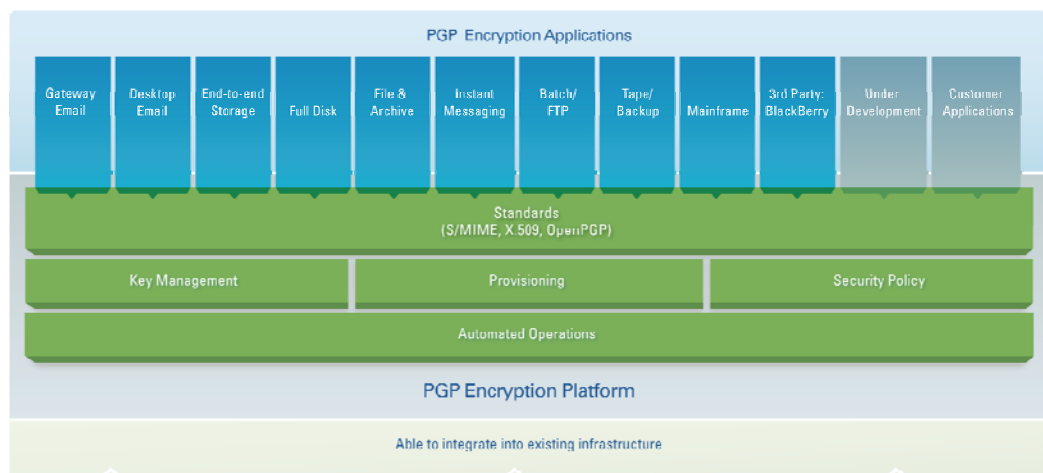 PGP Encryption Applications
Gateway
Email
Desktop
Email
End-to-end
Storage
Full Disk
File &
Archive
Instant
Messaging
Batch/
FTP
Tape/
Backup
Mainframe
3rd Party:
BlackBerry
Under
Development
Customer
Applications
Standards
(S/MIME, X.509, OpenPGP)
Key Management
Provisioning
Security Policy
Automated Operations
PGP Encryption Platform
Able to integrate into existing infrastructure